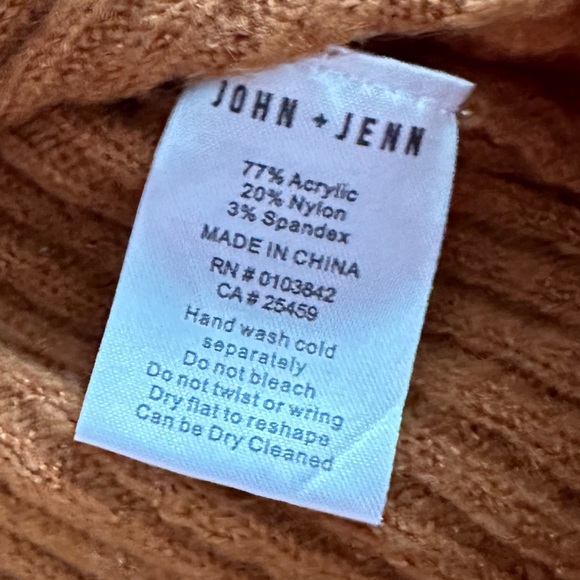 JOHN + JENN
77% Acrylic
20% Nylon
3% Spandex
MADE IN CHINA
RN # 0103842
CA # 25459
Hand wash cold
separately
Do not bleach
Do not twist or wring
Dry flat to reshape
Can be Dry Cleaned